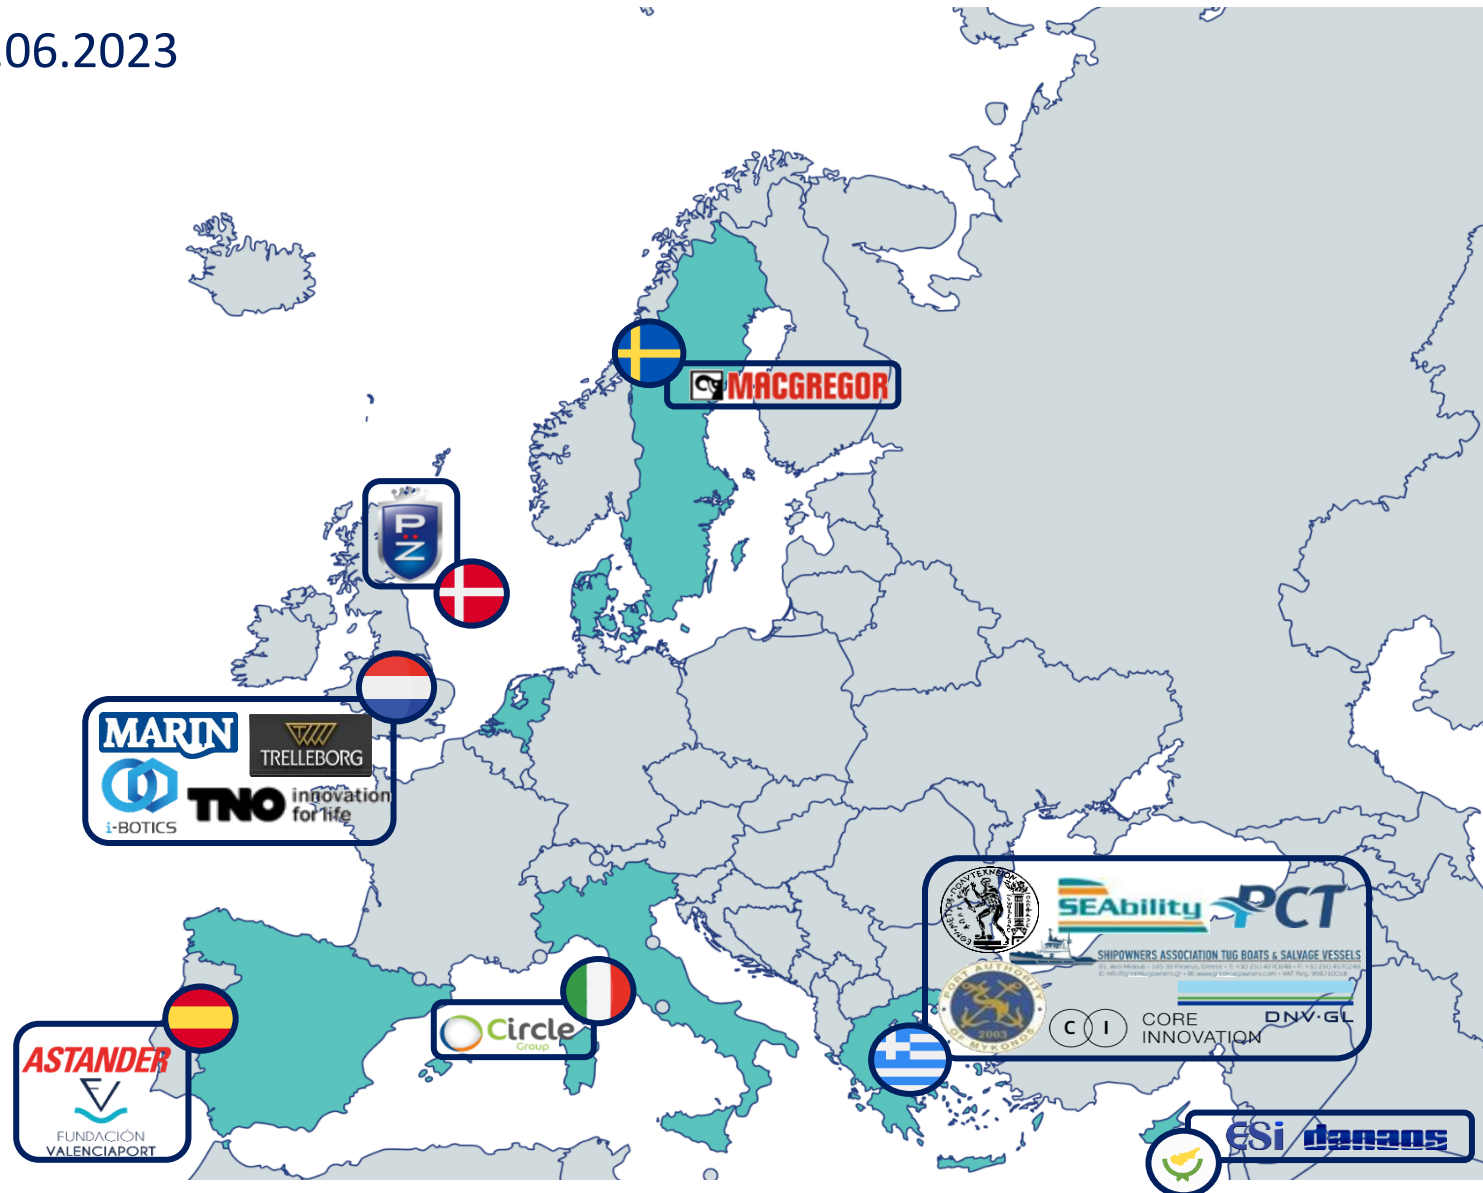 .06.2023
MACGREGOR
P
Z
MARIN
TRELLEBORG
i-BOTICS
TNO innovation
for life
SEAbility
PCT
SHIPOWNERS ASSOCIATION TUG BOATS & SALVAGE VESSELS
PORT AUTHORITY
OF MYKONOS
2003
DNV·GL
C I
CORE
INNOVATION
Circle
Group
ASTANDER
FV
FUNDACIÓN
VALENCIAPORT
ESi
danaos